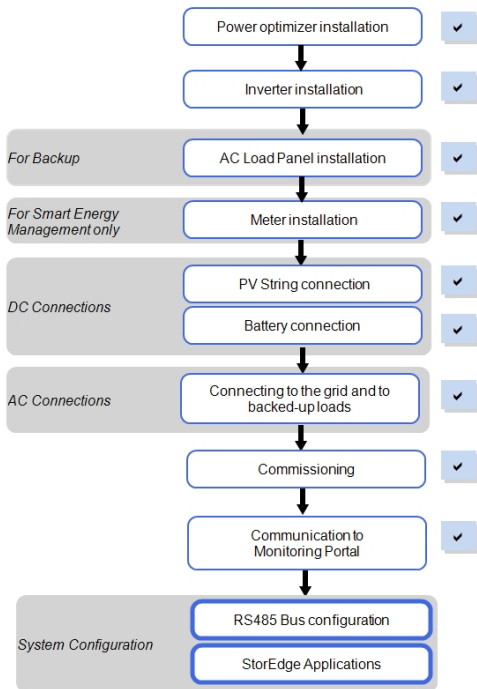 Power optimizer installation
Inverter installation
For Backup
AC Load Panel installation
For Smart Energy
Management only
Meter installation
DC Connections
PV String connection
Battery connection
AC Connections
Connecting to the grid and to
backed-up loads
Commissioning
Communication to
Monitoring Portal
System Configuration
RS485 Bus configuration
StorEdge Applications